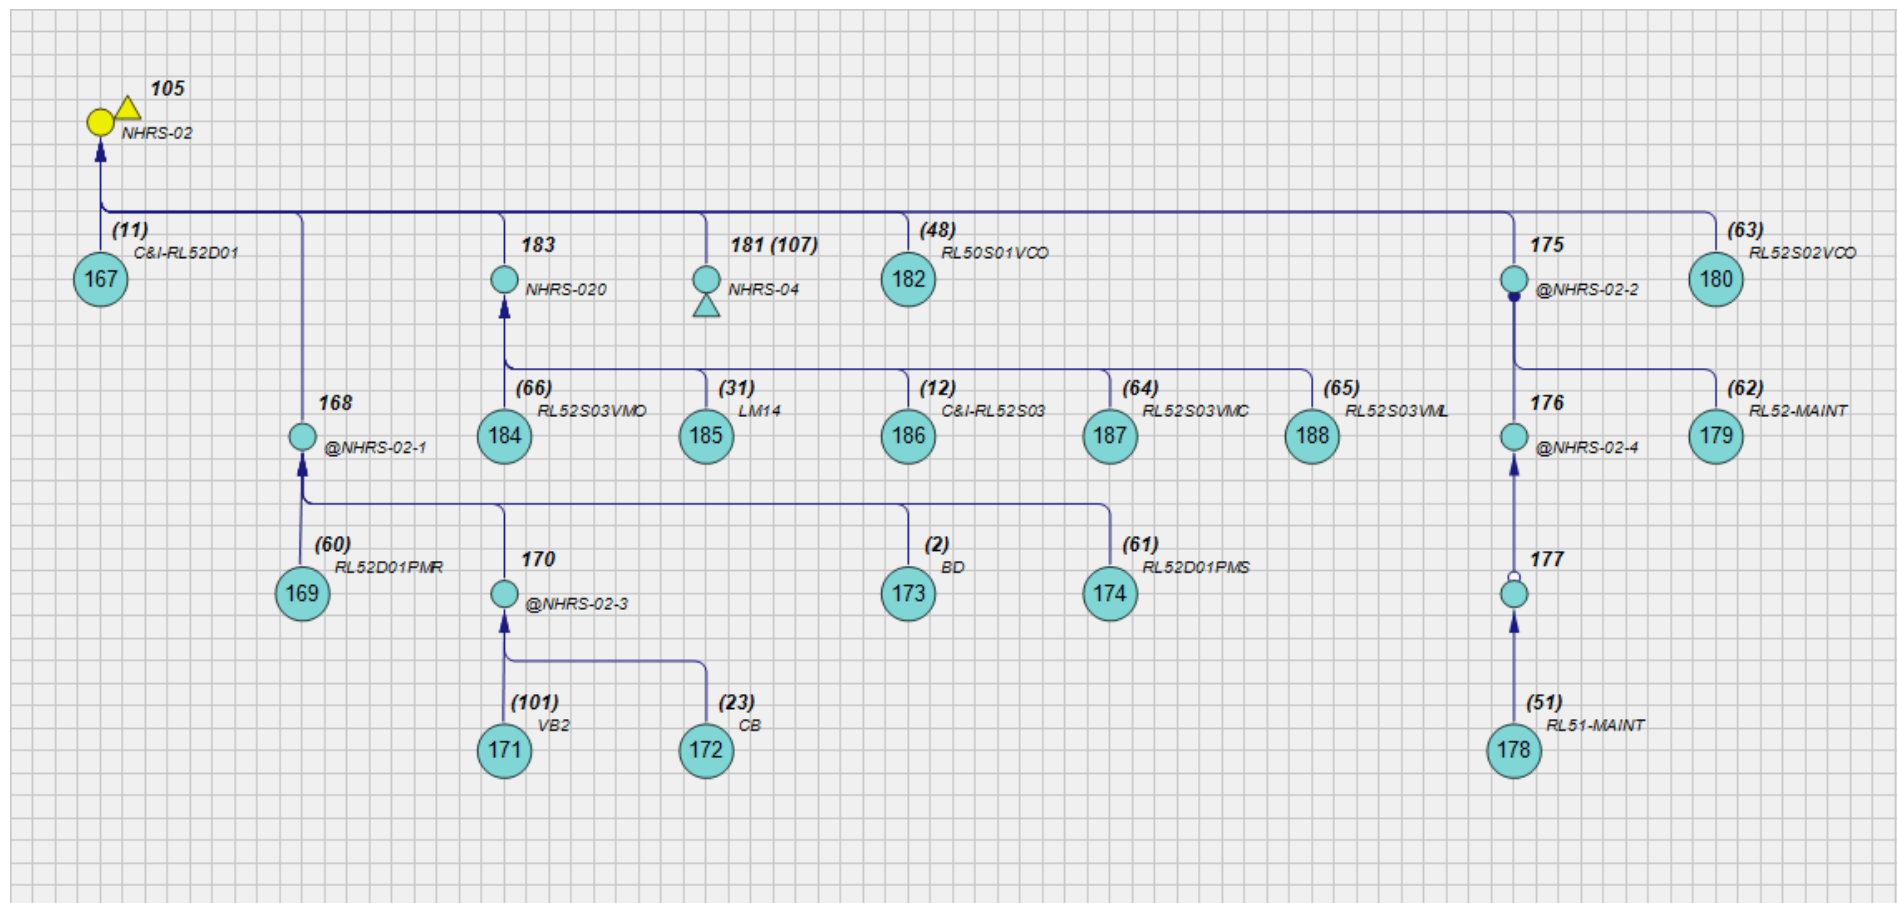 105
NHRS-02
(11)
C&I-RL52D01
167
183
NHRS-020
181 (107)
NHRS-04
(48)
RL50S01VCO
182
175
@NHRS-02-2
(63)
RL52S02VCO
180
168
@NHRS-02-1
(66)
RL52S03VMO
184
(31)
LM14
185
(12)
C&I-RL52S03
186
(64)
RL52S03VMC
187
(65)
RL52S03VML
188
176
@NHRS-02-4
(62)
RL52-MAINT
179
(60)
RL52D01PMR
169
170
@NHRS-02-3
(2)
BD
173
(61)
RL52D01PMS
174
177
(101)
VB2
171
(23)
CB
172
(51)
RL51-MAINT
178